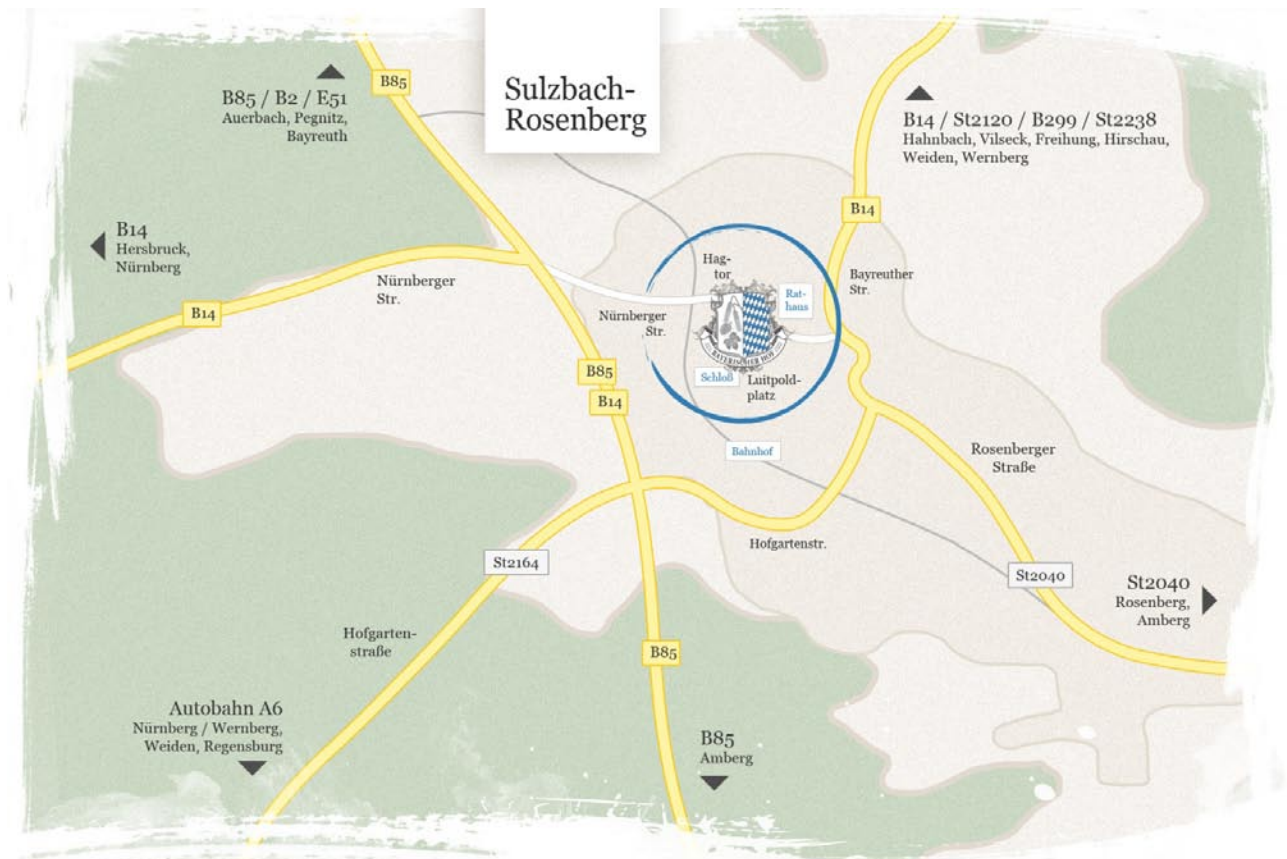 Sulzbach-
Rosenberg
B85
B85 / B2 / E51
Auerbach, Pegnitz,
Bayreuth
B14 / St2120 / B299 / St2238
Hahnbach, Vilseck, Freihung, Hirschau,
Weiden, Wernberg
B14
B14
Hersbruck,
Nürnberg
Hag-
tor
Bayreuther
Str.
Nürnberger
Str.
Rat-
haus
B14
Nürnberger
Str.
BAYERISCHER HOF
B85
Schloß
Luitpold-
platz
B14
Bahnhof
Rosenberger
Straße
Hofgartenstr.
St2164
St2040
St2040
Rosenberg,
Amberg
Hofgarten-
straße
B85
Autobahn A6
Nürnberg / Wernberg,
Weiden, Regensburg
B85
Amberg